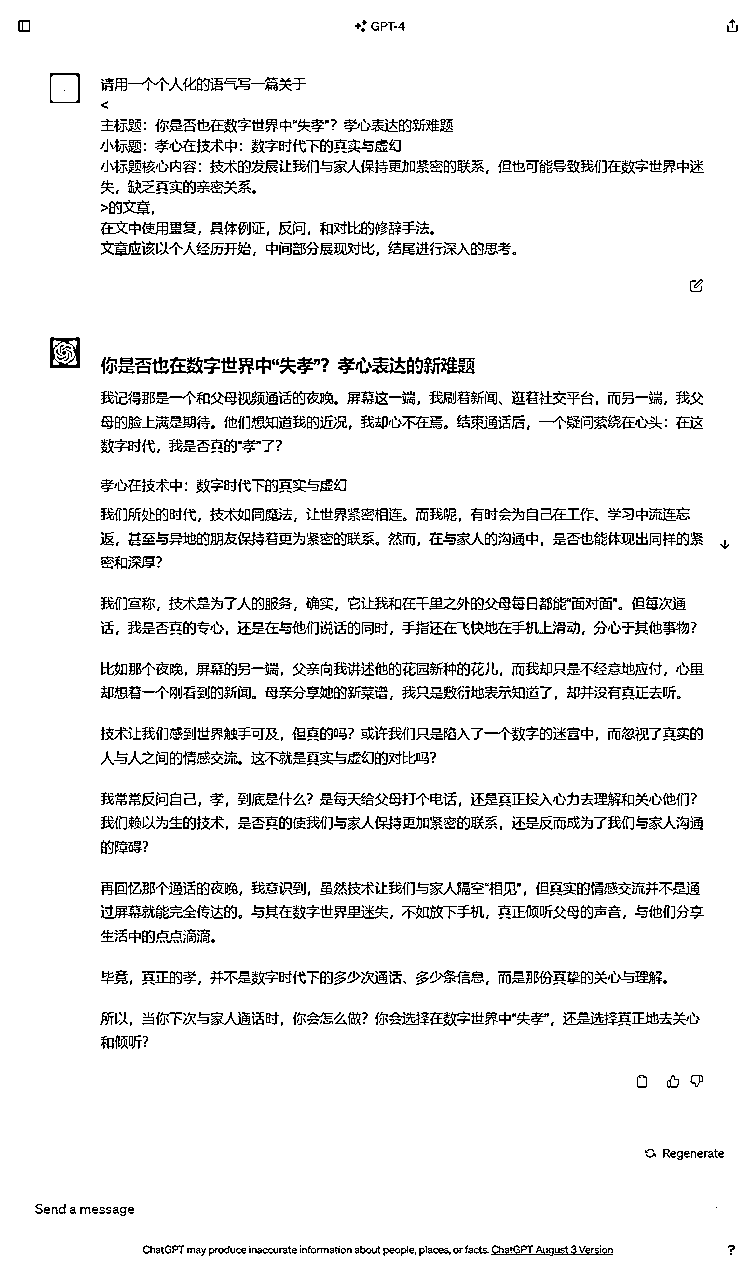 GPT-4
请用一个个人化的语气写一篇关于
<
主标题：你是否也在数字世界中“失孝”？孝心表达的新难题
小标题：孝心在技术中：数字时代下的真实与虚幻
小标题核心内容：技术的发展让我们与家人保持更加紧密的联系，但也可能导致我们在数字世界中迷
失，缺乏真实的亲密关系。
>的文章，
在文中使用重复，具体例证，反问，和对比的修辞手法。
文章应该以个人经历开始，中间部分展现对比，结尾进行深入的思考。
你是否也在数字世界中“失孝”？孝心表达的新难题
我记得那是一个和父母视频通话的夜晚。屏幕这一端，我刷着新闻、逛着社交平台，而另一端，我父
母的脸上满是期待。他们想知道我的近况，我却心不在焉。结束通话后，一个疑问萦绕在心头：在这
数字时代，我是否真的“孝”了？
孝心在技术中：数字时代下的真实与虚幻
我们所处的时代，技术如同魔法，让世界紧密相连。而我呢，有时会为自己在工作、学习中流连忘
返，甚至与异地的朋友保持着更为紧密的联系。然而，在与家人的沟通中，是否也能体现出同样的紧
密和深厚？
我们宣称，技术是为了人的服务，确实，它让我和在千里之外的父母每日都能“面对面”。但每次通
话，我是否真的专心，还是在与他们说话的同时，手指还在飞快地在手机上滑动，分心于其他事物？
比如那个夜晚，屏幕的另一端，父亲向我讲述他的花园新种的花儿，而我却只是不经意地应付，心里
却想着一个刚看到的新闻。母亲分享她的新菜谱，我只是敷衍地表示知道了，却并没有真正去听。
技术让我们感到世界触手可及，但真的吗？或许我们只是陷入了一个数字的迷宫中，而忽视了真实的
人与人之间的情感交流。这不就是真实与虚幻的对比吗？
我常常反问自己，孝，到底是什么？是每天给父母打个电话，还是真正投入心力去理解和关心他们？
我们赖以为生的技术，是否真的使我们与家人保持更加紧密的联系，还是反而成为了我们与家人沟通
的障碍？
再回忆那个通话的夜晚，我意识到，虽然技术让我们与家人隔空“相见”，但真实的情感交流并不是通
过屏幕就能完全传达的。与其在数字世界里迷失，不如放下手机，真正倾听父母的声音，与他们分享
生活中的点点滴滴。
毕竟，真正的孝，并不是数字时代下的多少次通话、多少条信息，而是那份真挚的关心与理解。
所以，当你下次与家人通话时，你会怎么做？你会选择在数字世界中“失孝”，还是选择真正地去关心
和倾听？
Regenerate
Send a message
ChatGPT may produce inaccurate information about people, places, or facts. ChatGPT August 3 Version
?